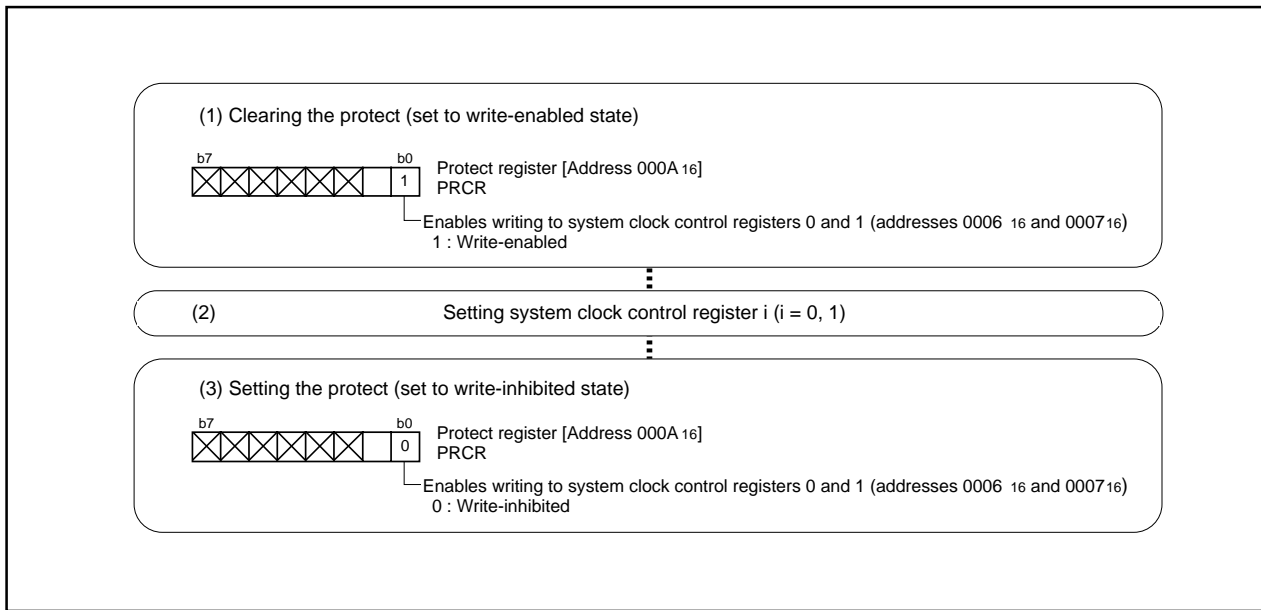 (1) Clearing the protect (set to write-enabled state)
b7 b0
1
Protect register [Address 000A 16]
PRCR
Enables writing to system clock control registers 0 and 1 (addresses 0006 16 and 000716)
1 : Write-enabled
(2) Setting system clock control register i (i = 0, 1)
(3) Setting the protect (set to write-inhibited state)
b7 b0
0
Protect register [Address 000A 16]
PRCR
Enables writing to system clock control registers 0 and 1 (addresses 0006 16 and 000716)
0 : Write-inhibited